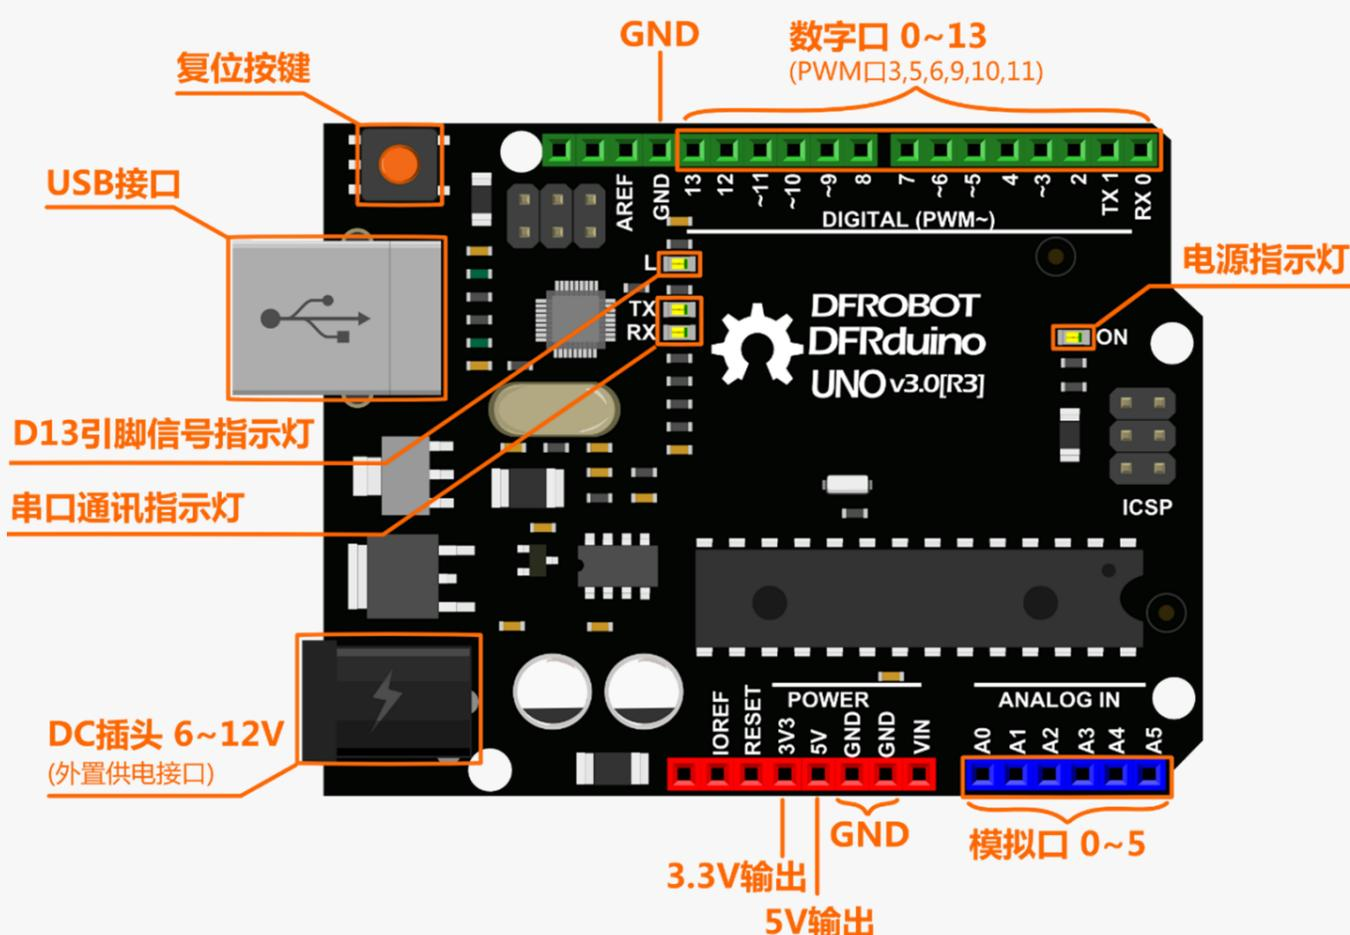 GND
数字口 0~13
(PWM口3,5,6,9,10,11)
复位按键
USB接口
AREF
GND
13
12
~11
~10
~9
8
7
~6
~5
4
~3
2
TX 1
RX 0
DIGITAL (PWM~)
电源指示灯
L
TX
RX
DFROBOT
DFRduino
UNO v3.0[R3]
ON
D13引脚信号指示灯
串口通讯指示灯
ICSP
DC插头 6~12V
(外置供电接口)
POWER
ANALOG IN
IOREF
RESET
3V3
5V
GND
GND
VIN
A0
A1
A2
A3
A4
A5
GND
模拟口 0~5
3.3V输出
5V输出